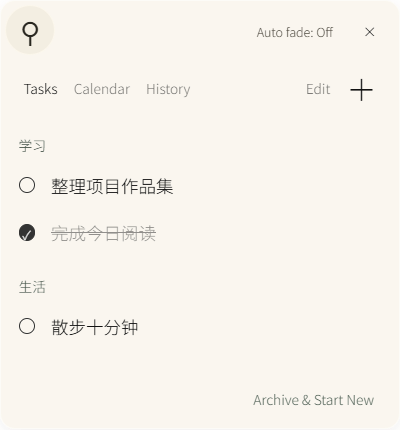 Auto fade: Off
Tasks Calendar History Edit
学习
整理项目作品集
完成今日阅读
生活
散步十分钟
Archive & Start New